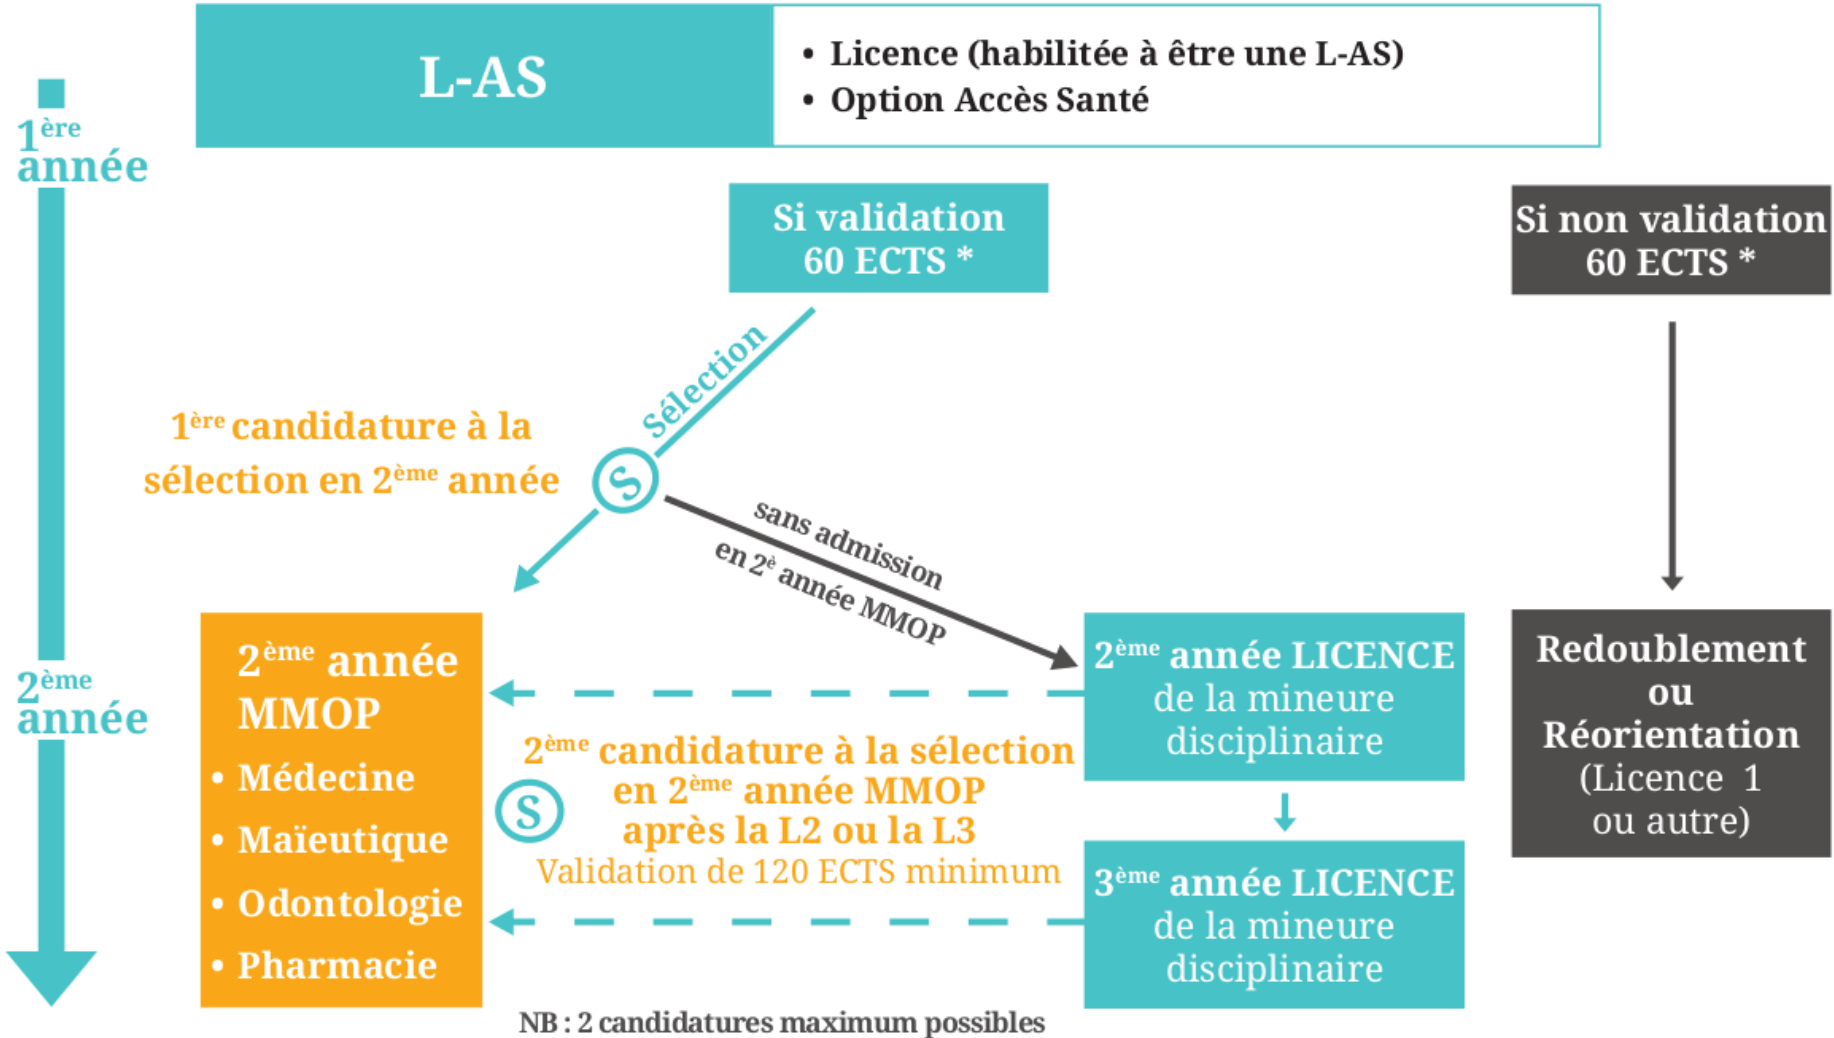 L-AS
• Licence (habilitée à être une L-AS)
• Option Accès Santé
1ère
année
Si validation
60 ECTS *
Si non validation
60 ECTS *
Sélection
1ère candidature à la
sélection en 2ème année
S
sans admission
en 2è année MMOP
2ème
année
2ème année
MMOP
• Médecine
• Maïeutique
• Odontologie
• Pharmacie
2ème année LICENCE
de la mineure
disciplinaire
Redoublement
ou
Réorientation
(Licence 1
ou autre)
S
2ème candidature à la sélection
en 2ème année MMOP
après la L2 ou la L3
Validation de 120 ECTS minimum
3ème année LICENCE
de la mineure
disciplinaire
NB : 2 candidatures maximum possibles